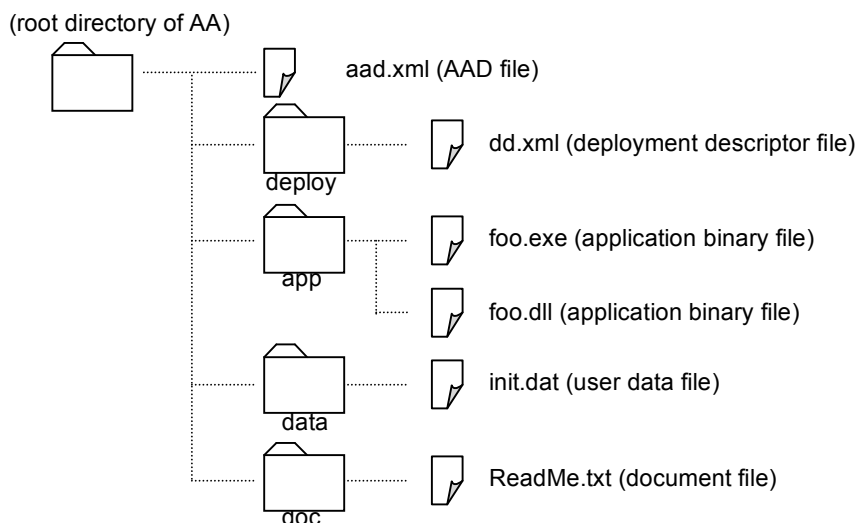 (root directory of AA)
aad.xml (AAD file)
dd.xml (deployment descriptor file)
deploy
foo.exe (application binary file)
app
foo.dll (application binary file)
init.dat (user data file)
data
ReadMe.txt (document file)
doc